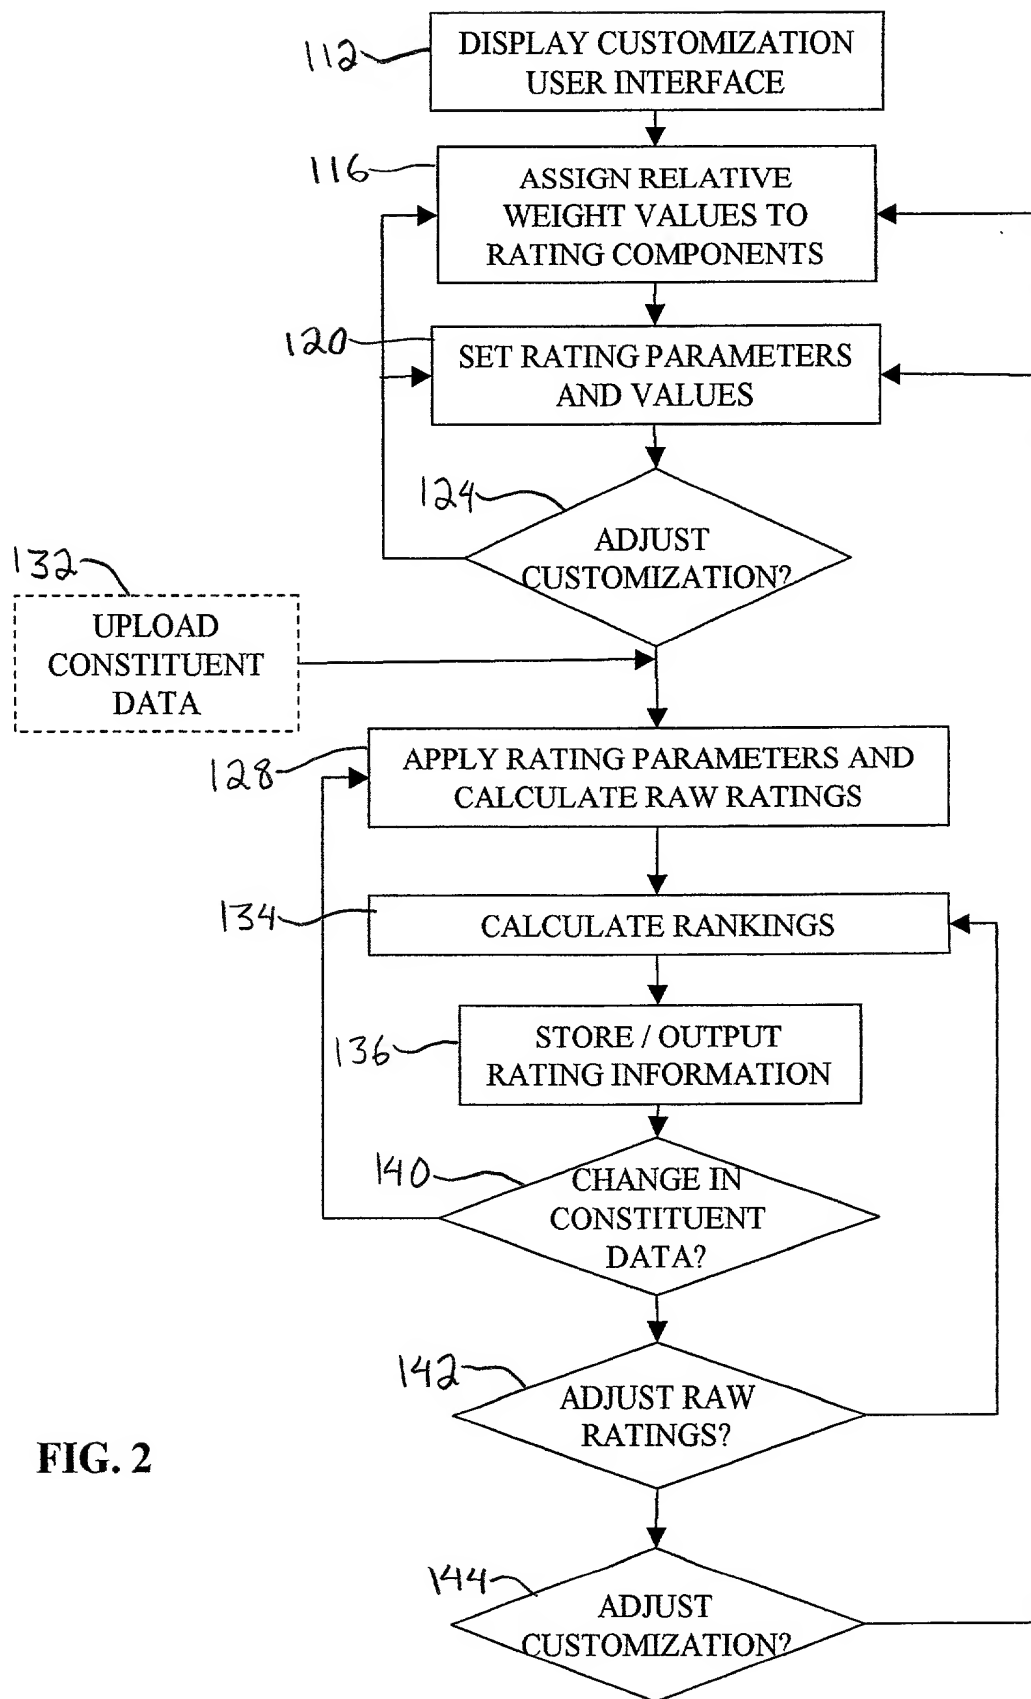 112
DISPLAY CUSTOMIZATION
USER INTERFACE
116
ASSIGN RELATIVE
WEIGHT VALUES TO
RATING COMPONENTS
120
SET RATING PARAMETERS
AND VALUES
124
ADJUST
CUSTOMIZATION?
132
UPLOAD
CONSTITUENT
DATA
128
APPLY RATING PARAMETERS AND
CALCULATE RAW RATINGS
134
CALCULATE RANKINGS
136
STORE / OUTPUT
RATING INFORMATION
140
CHANGE IN
CONSTITUENT
DATA?
142
ADJUST RAW
RATINGS?
FIG. 2
144
ADJUST
CUSTOMIZATION?